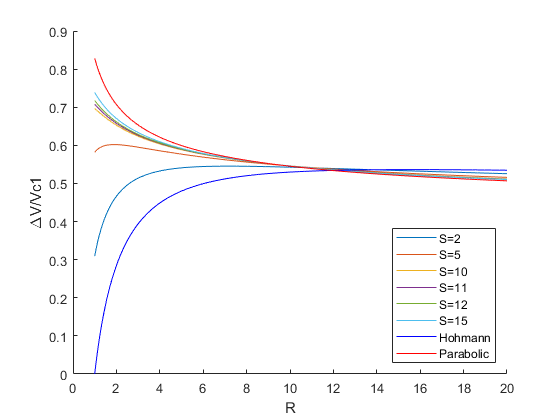 0.9
0.8
0.7
0.6
0.5
0.4
0.3
0.2
0.1
0
ΔV/Vc1
0 2 4 6 8 10 12 14 16 18 20
R
S=2
S=5
S=10
S=11
S=12
S=15
Hohmann
Parabolic